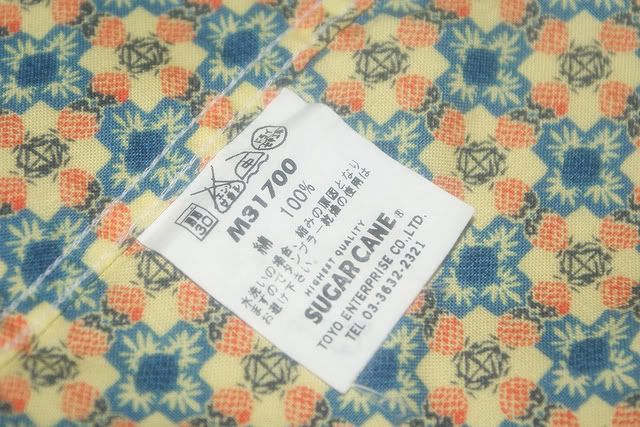 30
M31700
綿 100%
水洗いの場合、縮みの原因となり
ますのでタンブラー乾燥の使用は
お避け下さい。
HIGHEST QUALITY
SUGAR CANE®
TOYO ENTERPRISE CO., LTD.
TEL 03-3632-2321